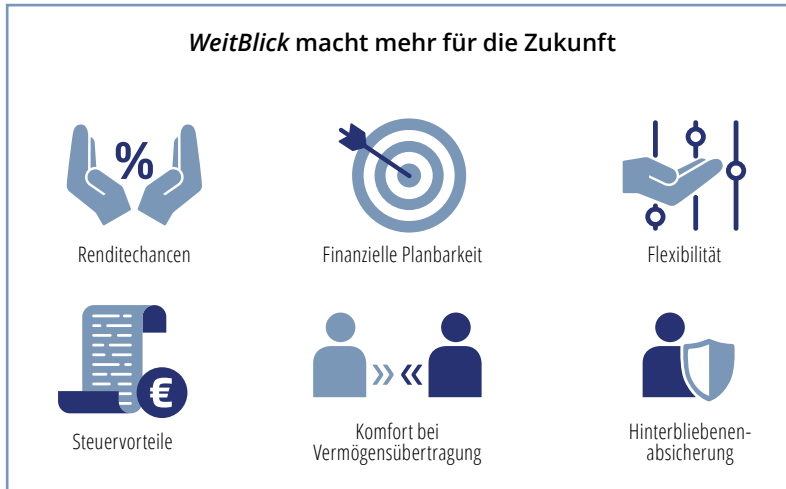 WeitBlick macht mehr für die Zukunft
%
Renditechancen
Finanzielle Planbarkeit
Flexibilität
€
Steuervorteile
Komfort bei
Vermögensübertragung
Hinterbliebenen-
absicherung